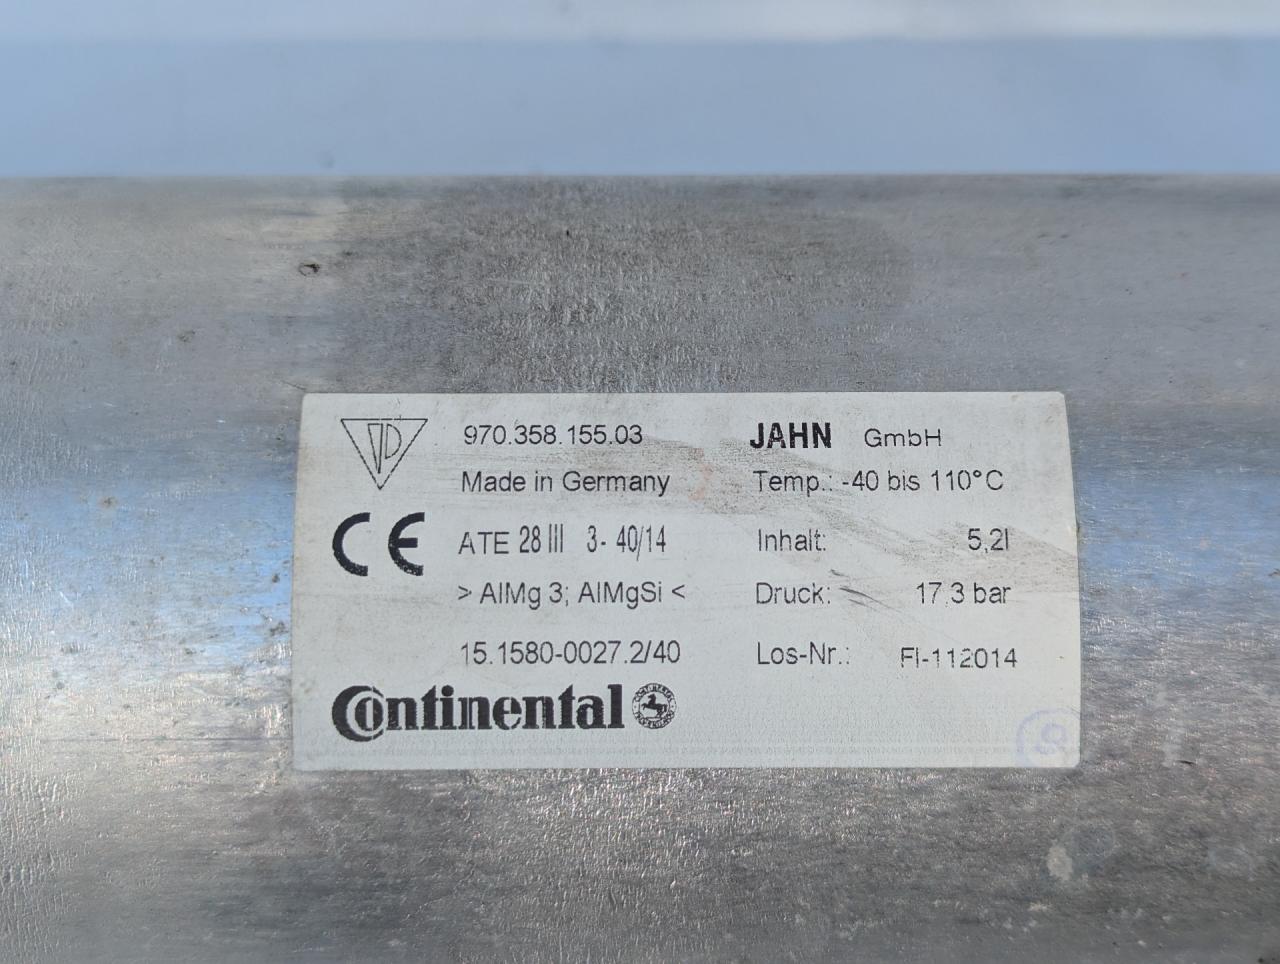 970.358.155.03
JAHN GmbH
Made in Germany
Temp.: -40 bis 110°C
CE
ATE 28 III 3- 40/14
Inhalt: 5,2l
> AlMg 3; AlMgSi <
Druck: 17,3 bar
15.1580-0027.2/40
Los-Nr.: FI-112014
Continental